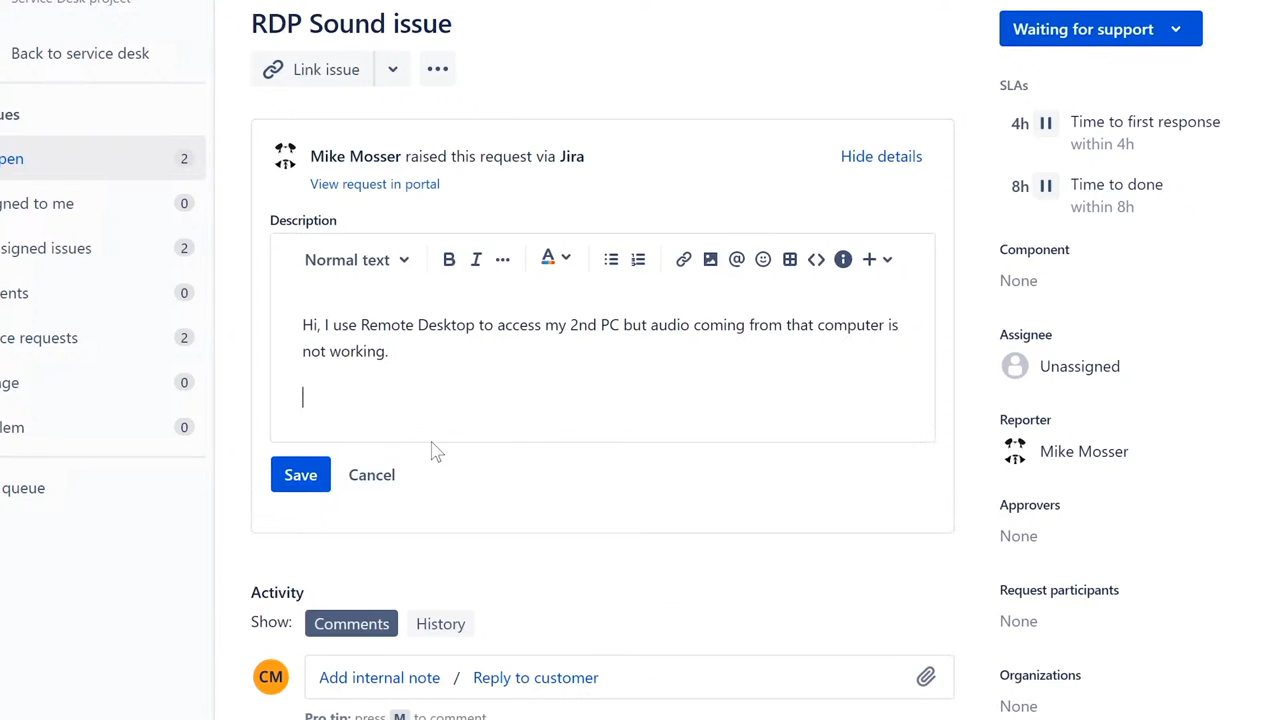 Service Desk project
Back to service desk
ues
pen 2
gned to me 0
signed issues 2
ents 0
ce requests 2
ge 0
lem 0
queue
RDP Sound issue
Link issue
Mike Mosser raised this request via Jira
Hide details
View request in portal
Description
Normal text B I A
Hi, I use Remote Desktop to access my 2nd PC but audio coming from that computer is
not working.
Save Cancel
Activity
Show: Comments History
CM Add internal note / Reply to customer
Pro tip: press M to comment
Waiting for support
SLAs
4h Time to first response
within 4h
8h Time to done
within 8h
Component
None
Assignee
Unassigned
Reporter
Mike Mosser
Approvers
None
Request participants
None
Organizations
None